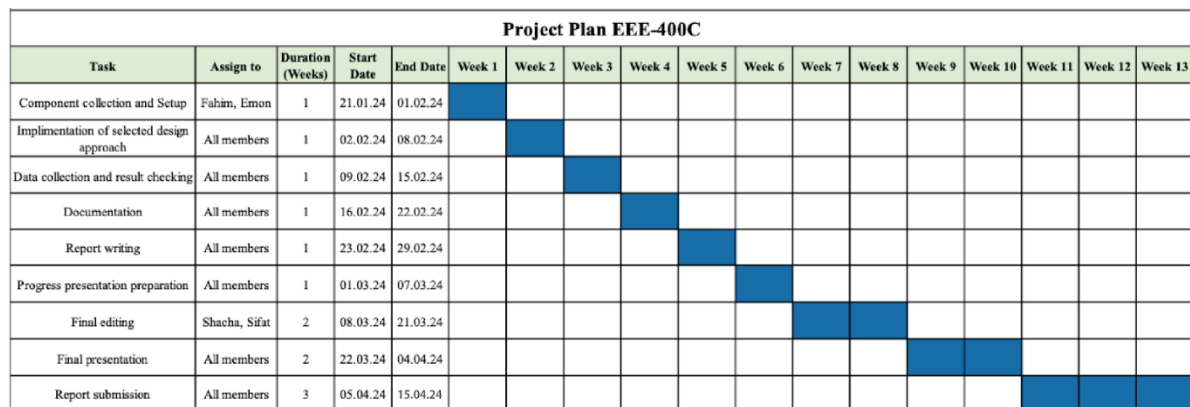 Project Plan EEE-400C
Task Assign to Duration (Weeks) Start Date End Date Week 1 Week 2 Week 3 Week 4 Week 5 Week 6 Week 7 Week 8 Week 9 Week 10 Week 11 Week 12 Week 13
Component collection and Setup Fahim, Emon 1 21.01.24 01.02.24
Implimentation of selected design approach All members 1 02.02.24 08.02.24
Data collection and result checking All members 1 09.02.24 15.02.24
Documentation All members 1 16.02.24 22.02.24
Report writing All members 1 23.02.24 29.02.24
Progress presentation preparation All members 1 01.03.24 07.03.24
Final editing Shacha, Sifat 2 08.03.24 21.03.24
Final presentation All members 2 22.03.24 04.04.24
Report submission All members 3 05.04.24 15.04.24